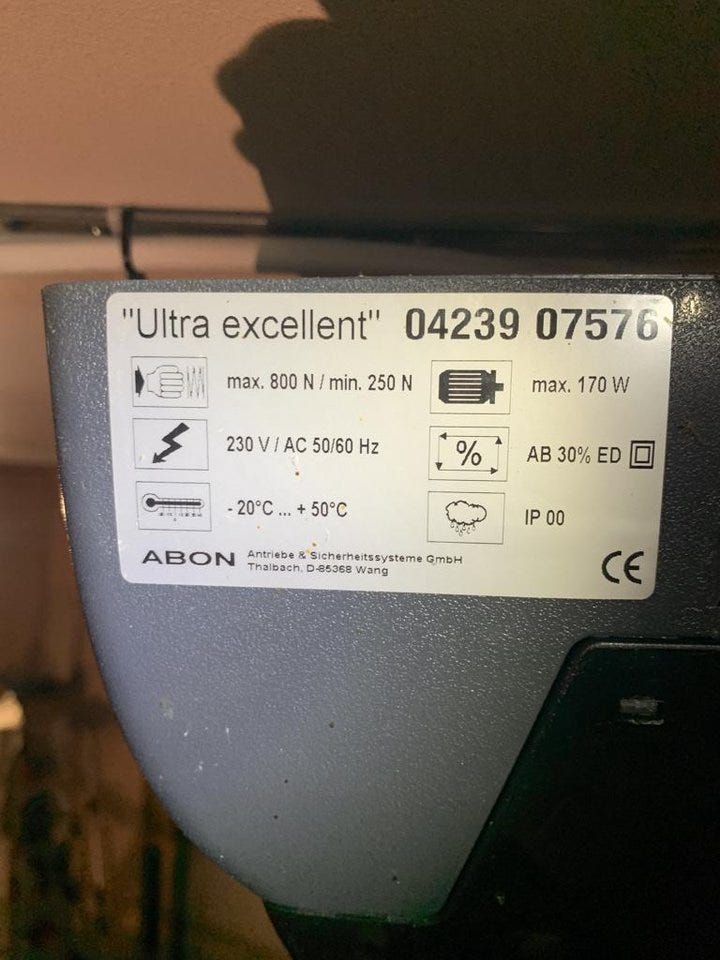 "Ultra excellent" 04239 07576
max. 800 N / min. 250 N
max. 170 W
230 V / AC 50/60 Hz
% AB 30% ED
- 20°C ... + 50°C
IP 00
ABON Antriebe & Sicherheitssysteme GmbH
Thalbach, D-85368 Wang
CE